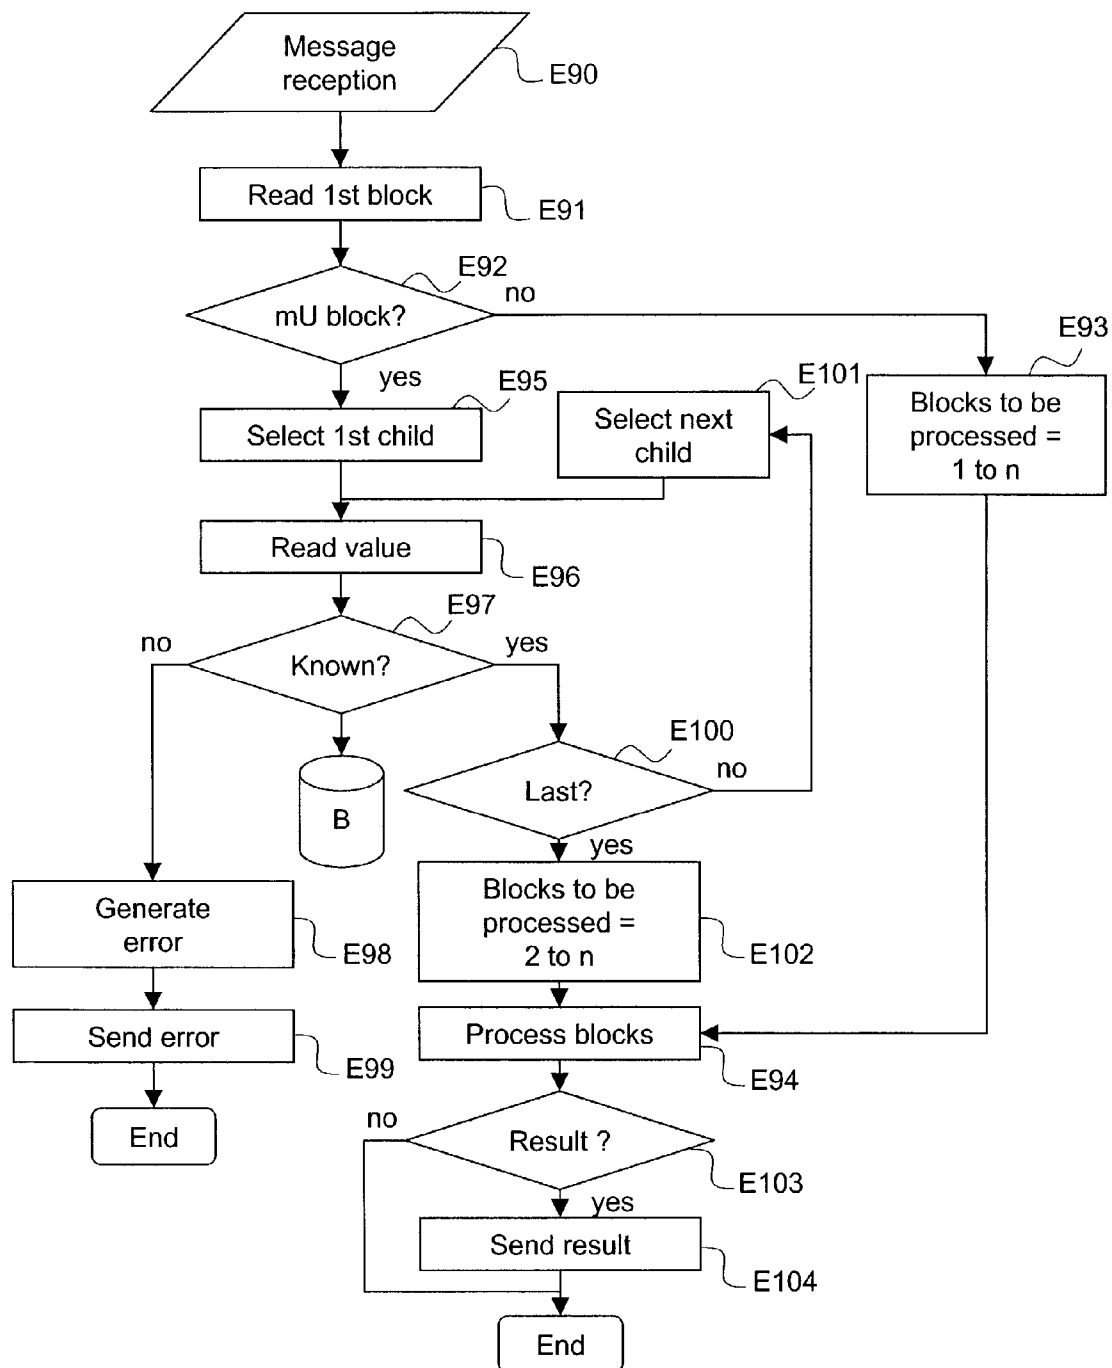 Message
reception
E90
Read 1st block
E91
E92
mU block?
no
yes
E93
Blocks to be
processed =
1 to n
E95
Select 1st child
E101
Select next
child
Read value
E96
E97
no
Known?
yes
B
E100
Last?
no
yes
Generate
error
E98
Blocks to be
processed =
2 to n
E102
Send error
E99
Process blocks
E94
End
no
Result ?
E103
yes
Send result
E104
End